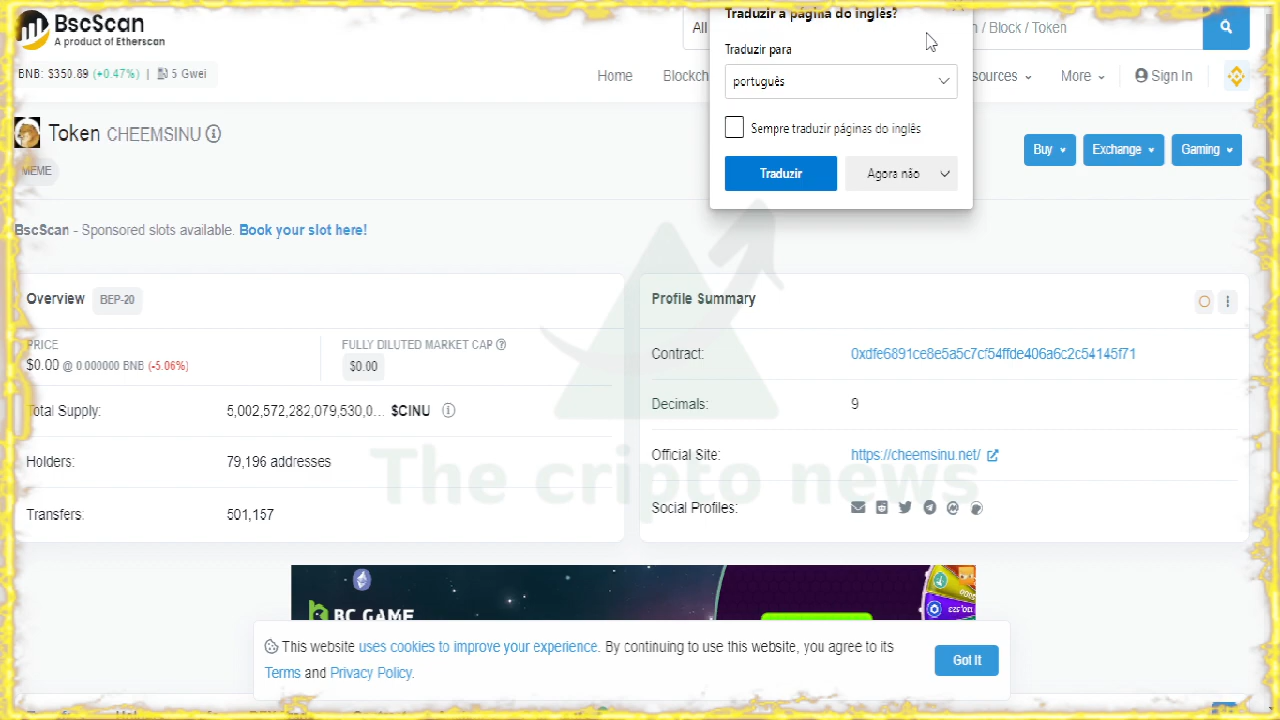 BscScan
A product of Etherscan
All
/ Block / Token
BNB: $350.89 (+0.47%) | 5 Gwei
Home
More
Sign In
Traduzir a página do inglês?
Traduzir para
português
Sempre traduzir páginas do inglês
Traduzir
Agora não
Token CHEEMSINU
MEME
Buy
Exchange
Gaming
BscScan - Sponsored slots available. Book your slot here!
Overview BEP-20
PRICE
$0.00 @ 0.000000 BNB (-5.06%)
FULLY DILUTED MARKET CAP
$0.00
Total Supply: 5,002,572,282,079,530,0... $CINU
Holders: 79,196 addresses
Transfers: 501,157
Profile Summary
Contract: 0xdfe6891ce8e5a5c7cf54ffde406a6c2c54145f71
Decimals: 9
Official Site: https://cheemsinu.net/
Social Profiles:
The cripto news
BC GAME
This website uses cookies to improve your experience. By continuing to use this website, you agree to its
Terms and Privacy Policy.
Got It